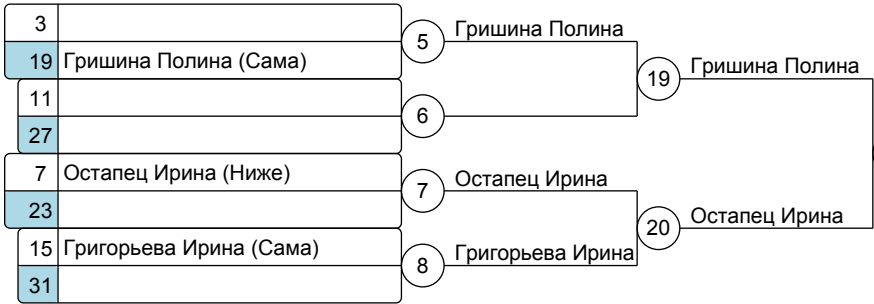 3
5
Гришина Полина
19 Гришина Полина (Сама)
19
Гришина Полина
11
6
27
7 Остапец Ирина (Ниже)
7
Остапец Ирина
23
20
Остапец Ирина
15 Григорьева Ирина (Сама)
8
Григорьева Ирина
31